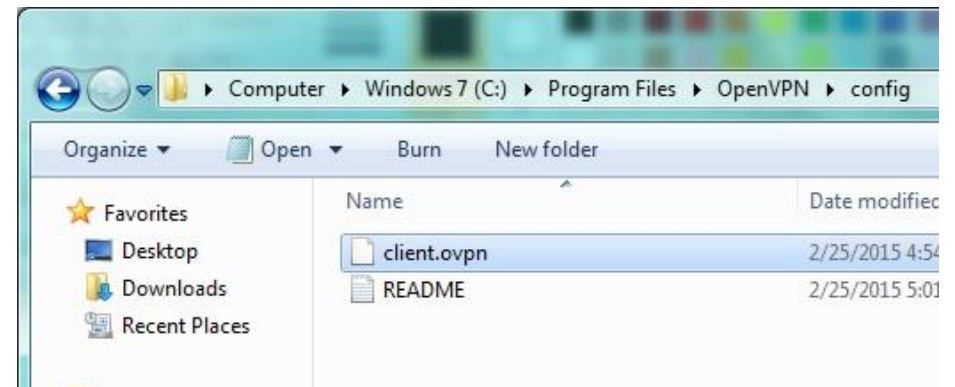 Computer Windows 7 (C:) Program Files OpenVPN config
Organize Open Burn New folder
Favorites Name Date modified
Desktop client.ovpn 2/25/2015 4:54
Downloads README 2/25/2015 5:01
Recent Places